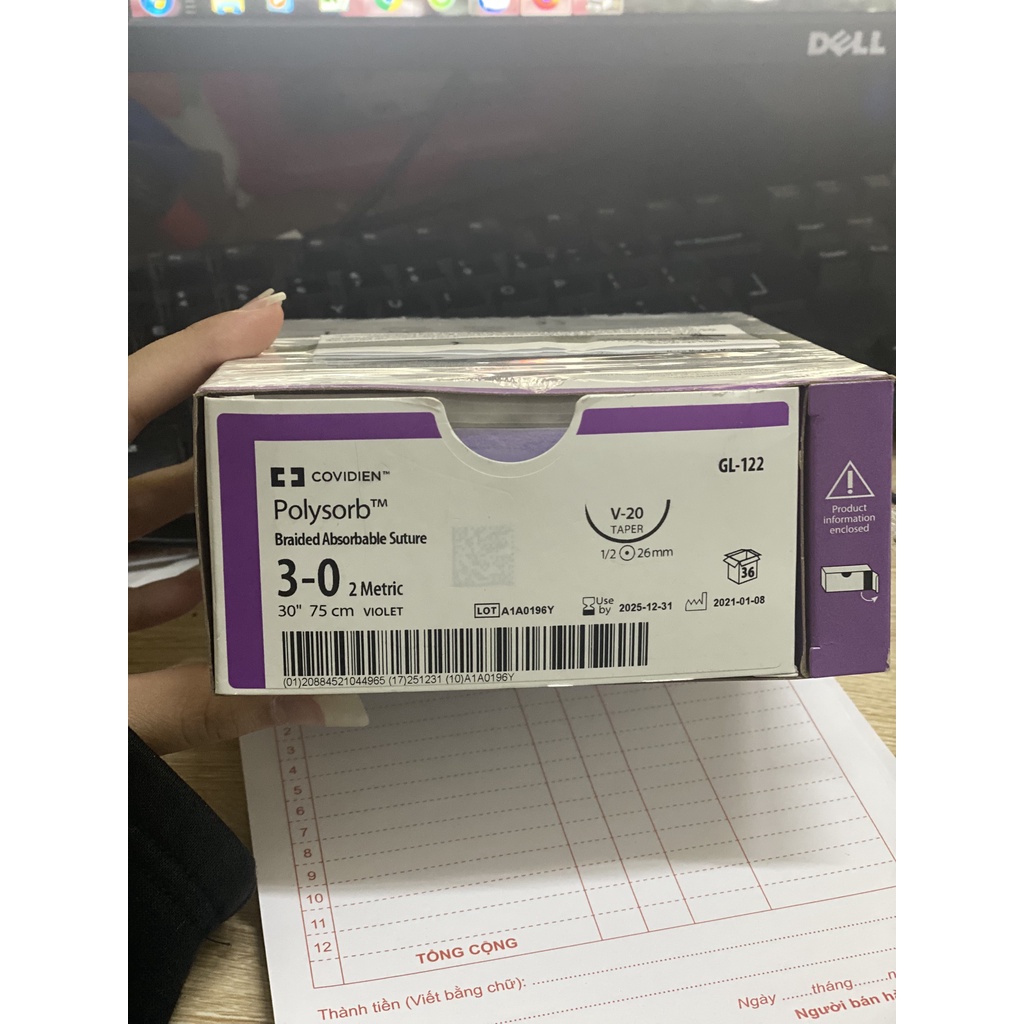 DELL
COVIDIEN™
GL-122
Polysorb™
Braided Absorbable Suture
3-0 2 Metric
30" 75 cm VIOLET
V-20
TAPER
1/2 26mm
36
LOT A1A0196Y
Use by 2025-12-31
2021-01-08
(01)20884521044965 (17)251231 (10)A1A0196Y
Product
information
enclosed
2
3
4
5
6
7
8
9
10
11
12
TỔNG CỘNG
Thành tiền (Viết bằng chữ):
Ngày ......tháng........
Người bán